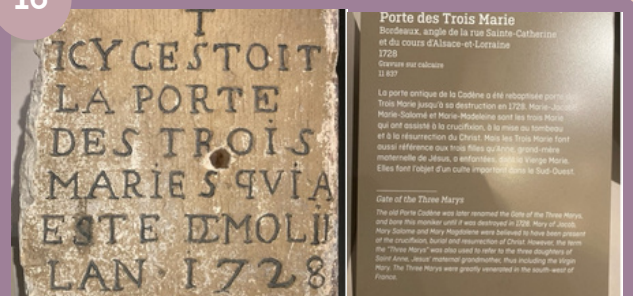 10
T
ICY CESTOIT
LA PORTE
DES TROIS
MARIES QVIA
ESTE DEMOLII
LAN · 1728
Porte des Trois Marie
Bordeaux, angle de la rue Sainte-Catherine
et du cours d'Alsace-et-Lorraine
1728
Gravure sur calcaire
11 837
La porte antique de la Cadène a été rebaptisée porte des
Trois Marie jusqu'à sa destruction en 1728. Marie-Jacobé
Marie-Salomé et Marie-Madeleine sont les trois Marie
qui ont assisté à la crucifixion, à la mise au tombeau
et à la résurrection du Christ. Mais les Trois Marie font
aussi référence aux trois filles qu'Anne, grand-mère
maternelle de Jésus, a enfantées, dont la Vierge Marie.
Elles font l'objet d'un culte important dans le Sud-Ouest.
Gate of the Three Marys
The old Porte Cadène was later renamed the Gate of the Three Marys,
and bore this moniker until it was destroyed in 1728. Mary of Jacob,
Mary Salome and Mary Magdalene were believed to have been present
at the crucifixion, burial and resurrection of Christ. However, the term
the "Three Marys" was also used to refer to the three daughters of
Saint Anne, Jesus' maternal grandmother, thus including the Virgin
Mary. The Three Marys were greatly venerated in the south-west of
France.